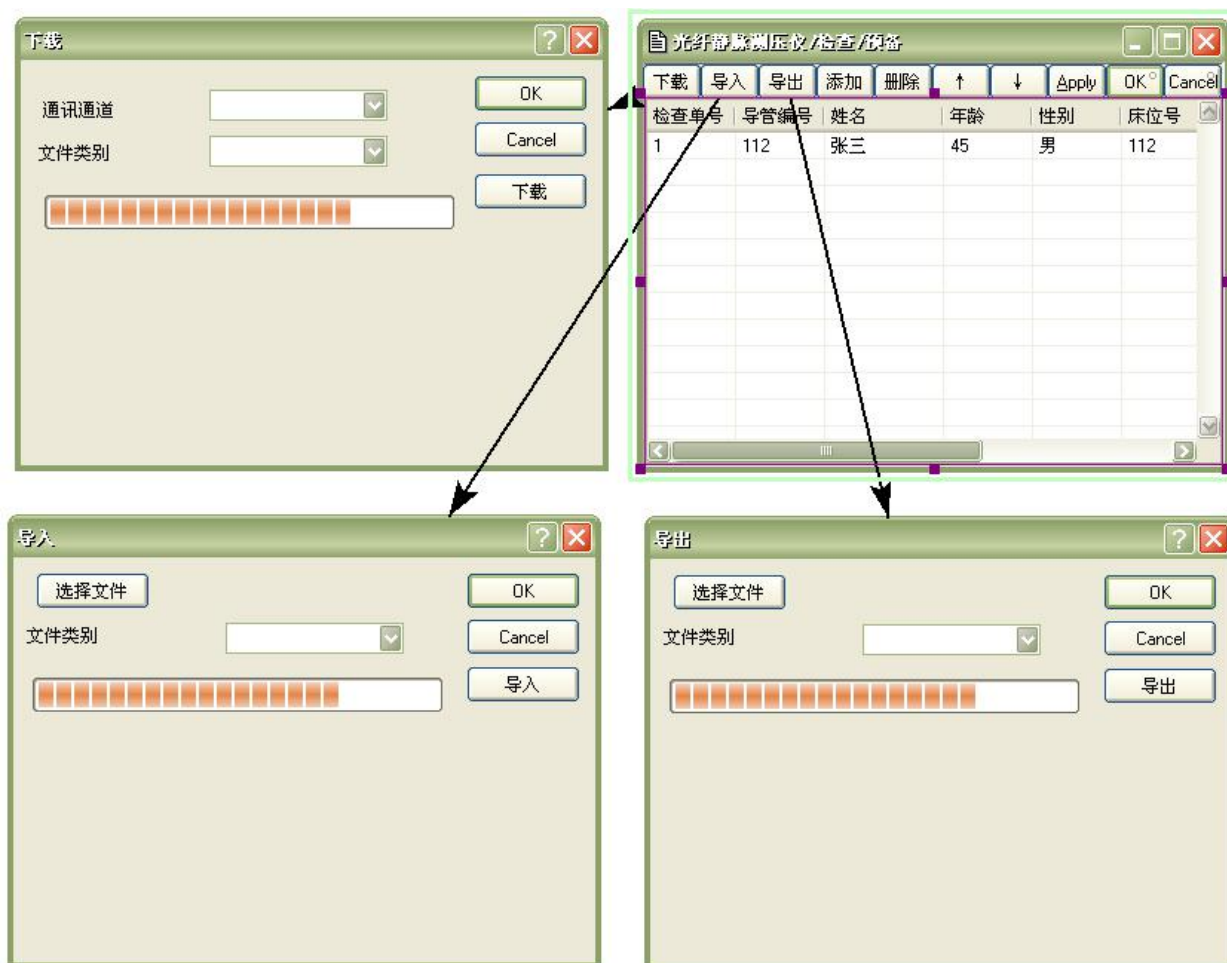 下载
通讯通道
OK
文件类别
Cancel
下载
光纤静脉测压仪/检查/预备
下载 导入 导出 添加 删除 ↑ ↓ Apply OK Cancel
检查单号 导管编号 姓名 年龄 性别 床位号
1 112 张三 45 男 112
导入
选择文件 OK
文件类别 Cancel
导入
导出
选择文件 OK
文件类别 Cancel
导出